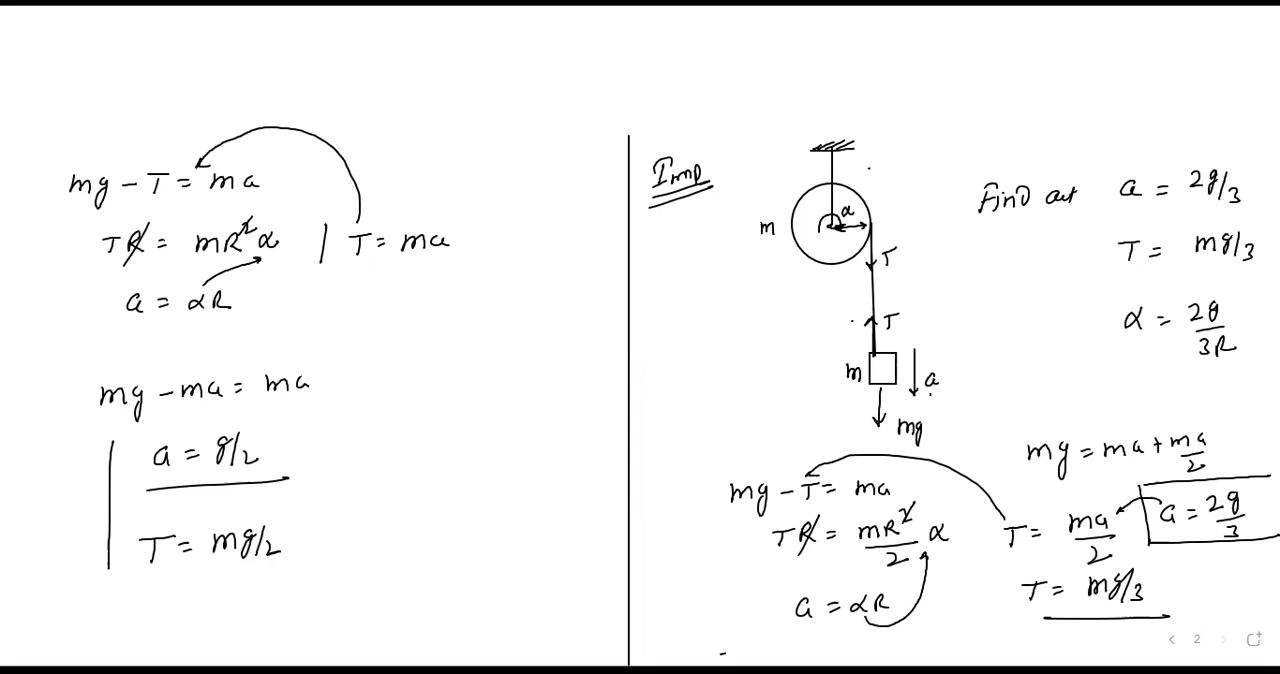 mg - T = ma
TR = mR²α | T = ma
a = αR
mg - ma = ma
a = g/2
T = mg/2
Imp
m
α
T
T
m
a
mg
Find out a = 2g/3
T = mg/3
α = 2g/3R
mg - T = ma
TR = mR²/2 α
a = αR
mg = ma + ma/2
a = 2g/3
T = ma/2
T = mg/3
2